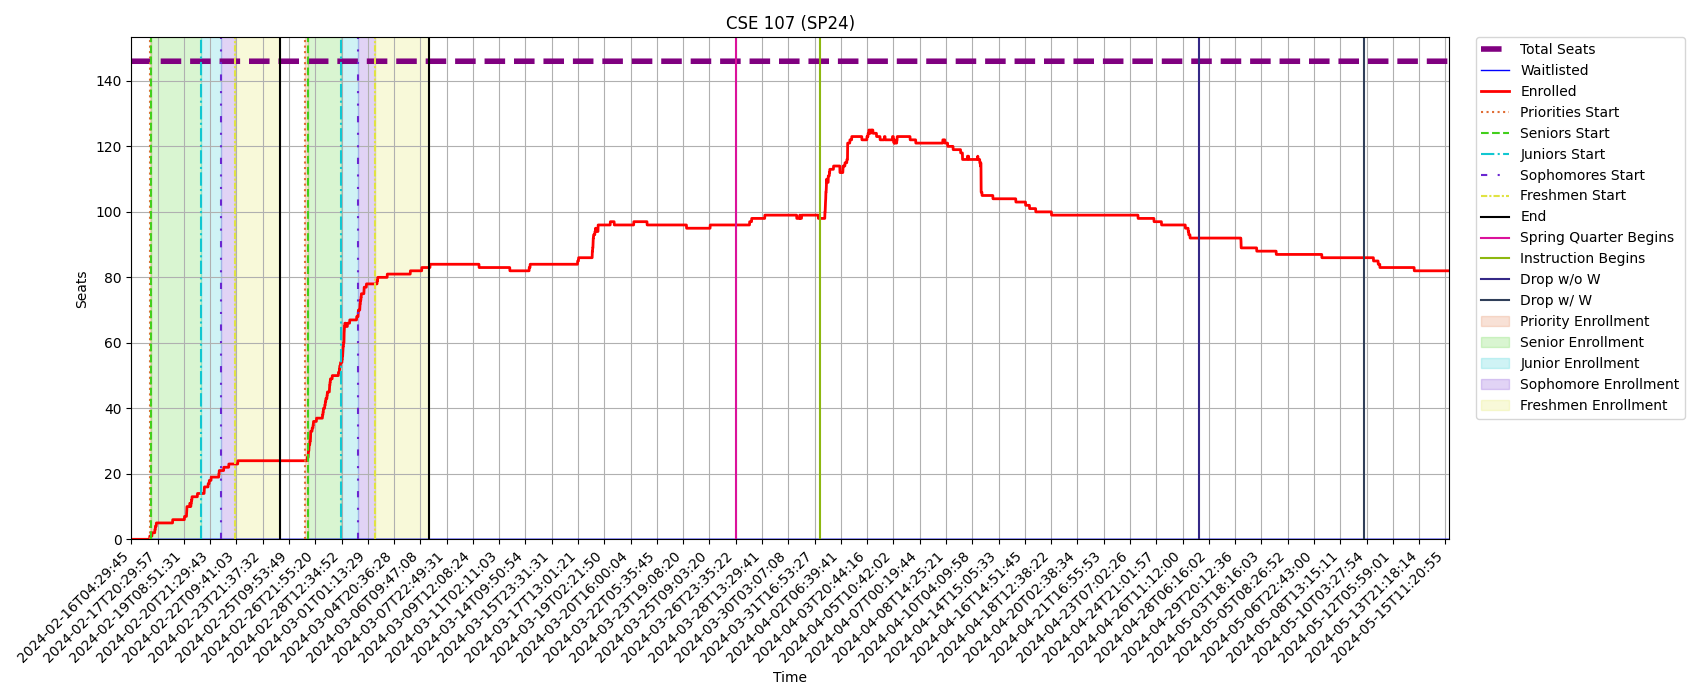 CSE 107 (SP24)
Seats
140
120
100
80
60
40
20
0
2024-02-16T04:29:45
2024-02-17T20:29:57
2024-02-19T08:51:31
2024-02-20T21:29:43
2024-02-22T09:41:03
2024-02-23T21:37:32
2024-02-25T09:53:49
2024-02-26T21:55:20
2024-02-28T12:34:52
2024-03-01T01:13:29
2024-03-04T20:36:28
2024-03-06T09:47:08
2024-03-07T22:49:31
2024-03-09T12:08:24
2024-03-11T02:11:03
2024-03-14T09:50:54
2024-03-15T23:31:31
2024-03-17T13:01:21
2024-03-19T02:21:50
2024-03-20T16:00:04
2024-03-22T05:35:45
2024-03-23T19:08:20
2024-03-25T09:03:20
2024-03-26T23:35:22
2024-03-28T13:29:41
2024-03-30T03:07:08
2024-03-31T16:53:27
2024-04-02T06:39:41
2024-04-03T20:44:16
2024-04-05T10:42:02
2024-04-07T00:19:44
2024-04-08T14:25:21
2024-04-10T04:09:58
2024-04-14T15:05:33
2024-04-16T14:51:45
2024-04-18T12:38:22
2024-04-20T02:38:34
2024-04-21T16:55:53
2024-04-23T07:02:26
2024-04-24T21:01:57
2024-04-26T11:12:00
2024-04-28T06:16:02
2024-04-29T20:12:36
2024-05-03T18:16:03
2024-05-05T08:26:52
2024-05-06T22:43:00
2024-05-08T13:15:11
2024-05-10T03:27:54
2024-05-12T05:59:01
2024-05-13T21:18:14
2024-05-15T11:20:55
Time
Total Seats
Waitlisted
Enrolled
Priorities Start
Seniors Start
Juniors Start
Sophomores Start
Freshmen Start
End
Spring Quarter Begins
Instruction Begins
Drop w/o W
Drop w/ W
Priority Enrollment
Senior Enrollment
Junior Enrollment
Sophomore Enrollment
Freshmen Enrollment